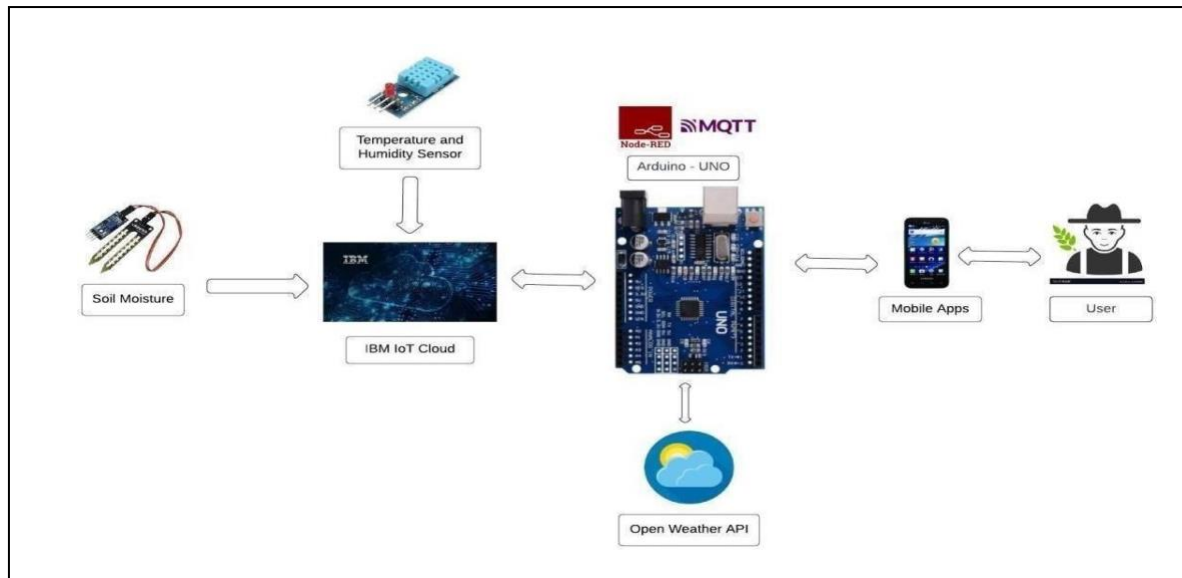 Temperature and
Humidity Sensor
Node-RED
MQTT
Arduino - UNO
IBM
UNO
Soil Moisture
IBM IoT Cloud
Mobile Apps
User
Open Weather API